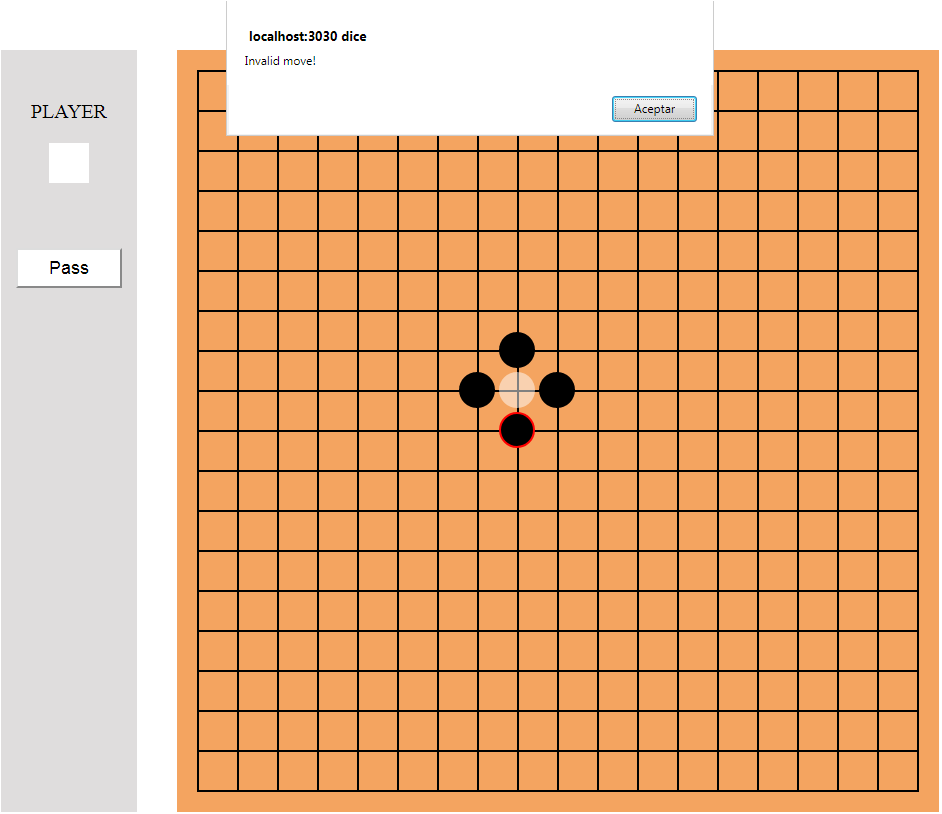 localhost:3030 dice
Invalid move!
Aceptar
PLAYER
Pass